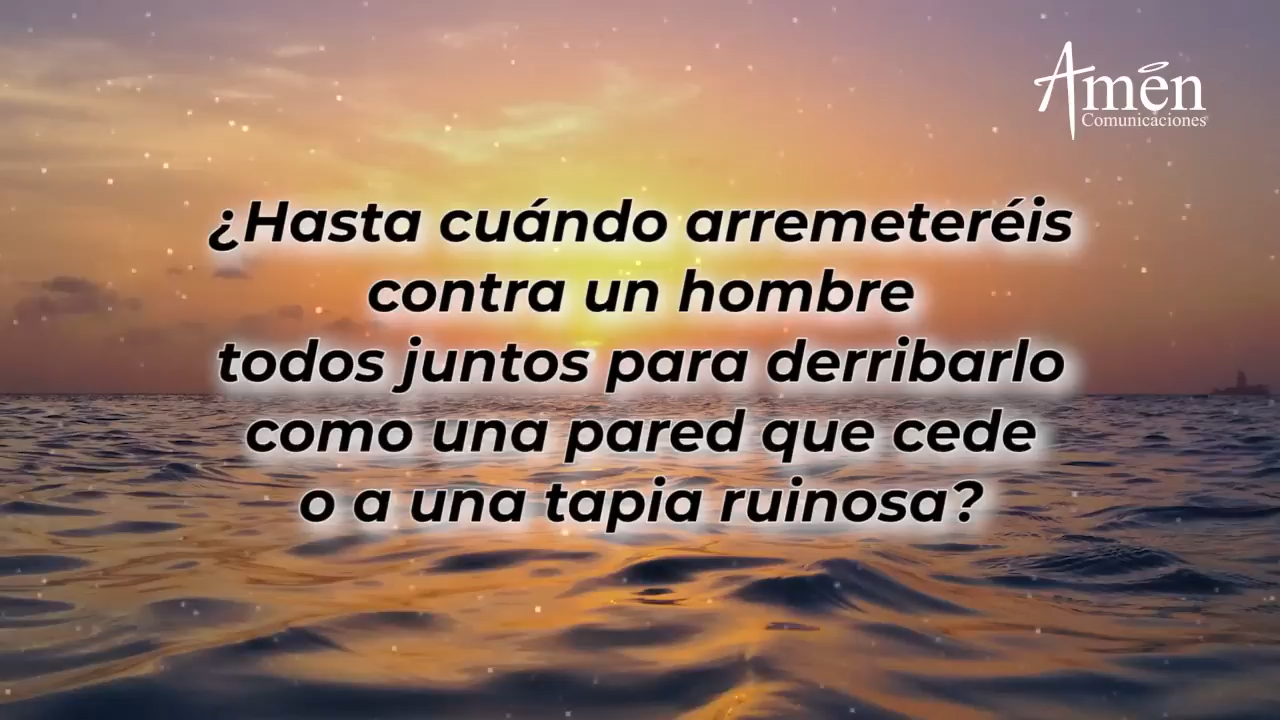 Amén
Comunicaciones
¿Hasta cuándo arremeteréis
contra un hombre
todos juntos para derribarlo
como una pared que cede
o a una tapia ruinosa?